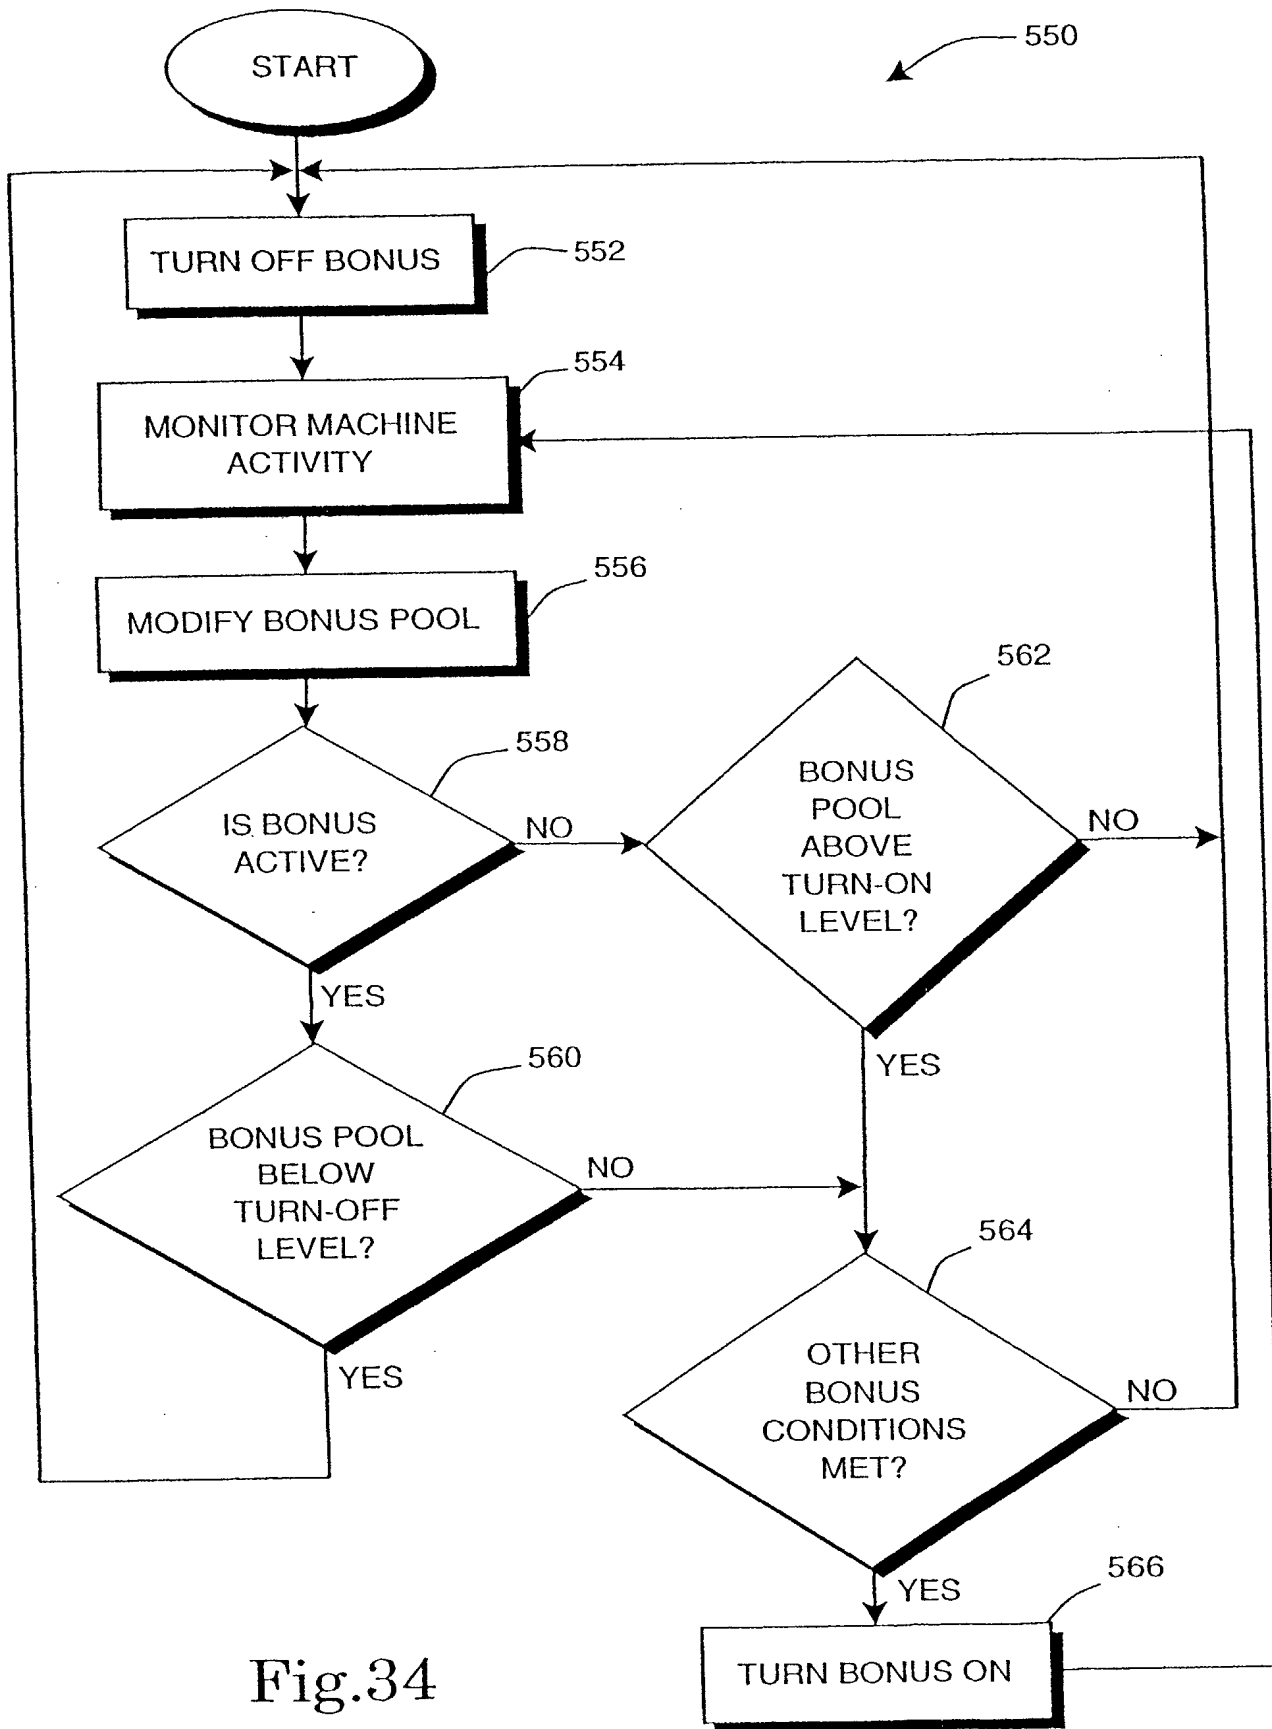 START
550
TURN OFF BONUS
552
554
MONITOR MACHINE
ACTIVITY
556
MODIFY BONUS POOL
562
558
BONUS
POOL
ABOVE
TURN-ON
LEVEL?
NO
IS BONUS
ACTIVE?
NO
YES
YES
560
BONUS POOL
BELOW
TURN-OFF
LEVEL?
NO
564
YES
OTHER
BONUS
CONDITIONS
MET?
NO
YES
566
TURN BONUS ON
Fig.34